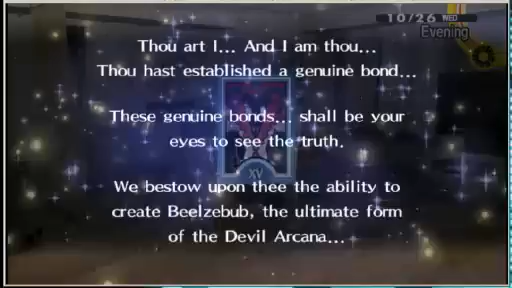 10/26 WED
Evening
Thou art I... And I am thou...
Thou hast established a genuine bond...
These genuine bonds... shall be your
eyes to see the truth.
XV
We bestow upon thee the ability to
create Beelzebub, the ultimate form
of the Devil Arcana...